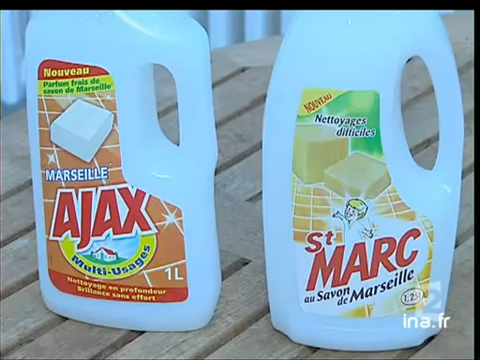 Nouveau
Parfum frais de
savon de Marseille
MARSEILLE
AJAX
Multi-Usages
1L
Nettoyage en profondeur
Brillance sans effort
NOUVEAU
Nettoyages
difficiles
St
MARC
au Savon
de Marseille
1,25l
ina.fr